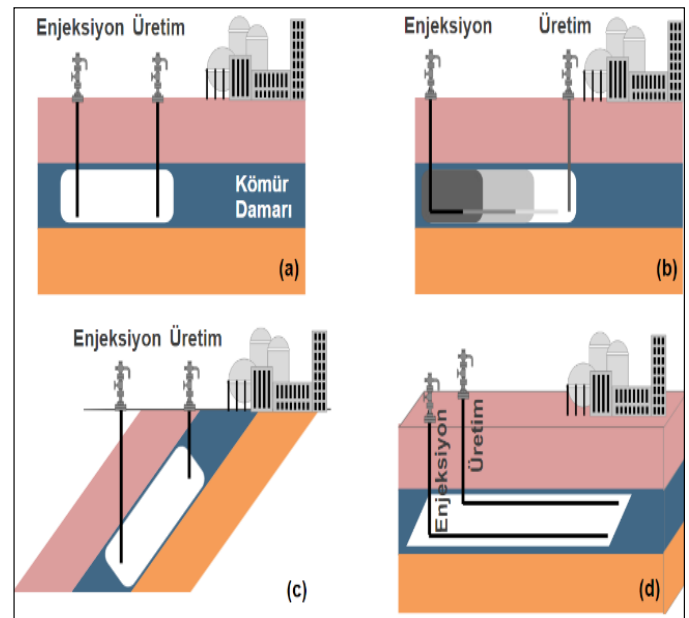 Enjeksiyon Üretim
Kömür
Damarı
(a)
Enjeksiyon Üretim
(b)
Enjeksiyon Üretim
(c)
Enjeksiyon
Üretim
(d)